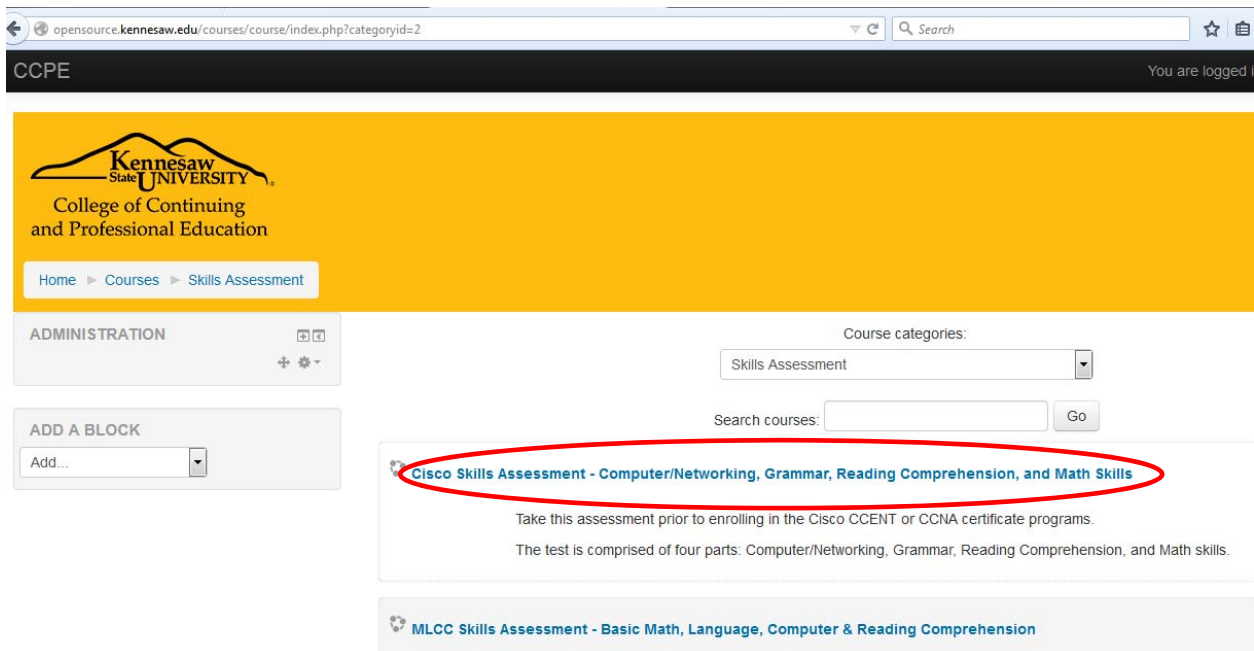 opensource.kennesaw.edu/courses/course/index.php?categoryid=2
Search
CCPE
You are logged i
Kennesaw
State UNIVERSITY
College of Continuing
and Professional Education
Home Courses Skills Assessment
ADMINISTRATION
ADD A BLOCK
Add...
Course categories:
Skills Assessment
Search courses:
Go
Cisco Skills Assessment - Computer/Networking, Grammar, Reading Comprehension, and Math Skills
Take this assessment prior to enrolling in the Cisco CCENT or CCNA certificate programs.
The test is comprised of four parts: Computer/Networking, Grammar, Reading Comprehension, and Math skills.
MLCC Skills Assessment - Basic Math, Language, Computer & Reading Comprehension